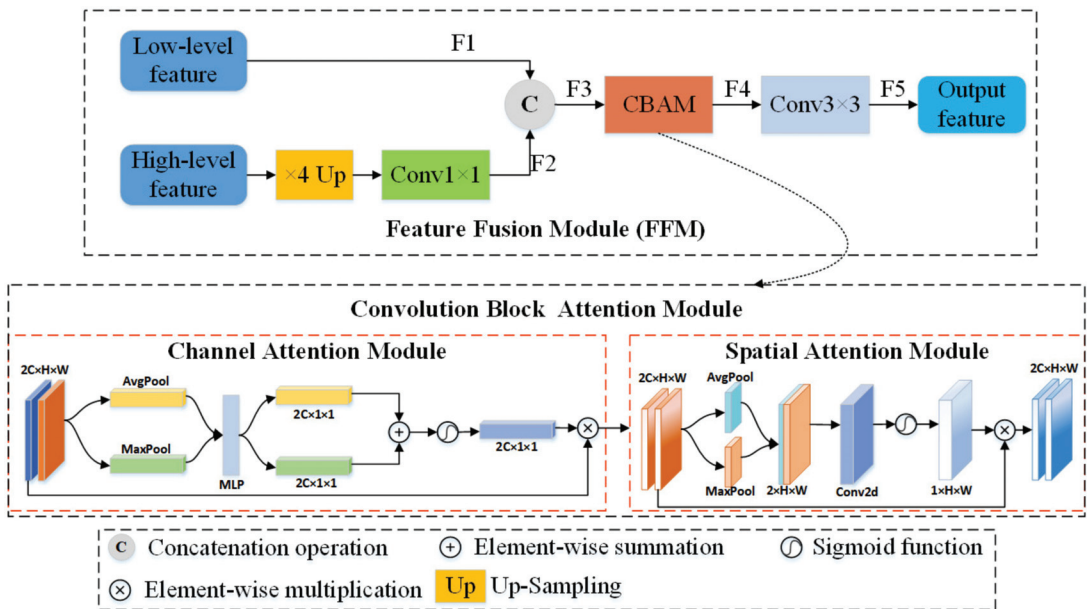 Low-level
feature
F1
C
F3
CBAM
F4
Conv3×3
F5
Output
feature
High-level
feature
×4 Up
Conv1×1
F2
Feature Fusion Module (FFM)
Convolution Block Attention Module
Channel Attention Module
2C×H×W
AvgPool
MaxPool
MLP
2C×1×1
2C×1×1
2C×1×1
Spatial Attention Module
2C×H×W
AvgPool
MaxPool
2×H×W
Conv2d
1×H×W
2C×H×W
C Concatenation operation
Element-wise summation
Sigmoid function
Element-wise multiplication
Up Up-Sampling